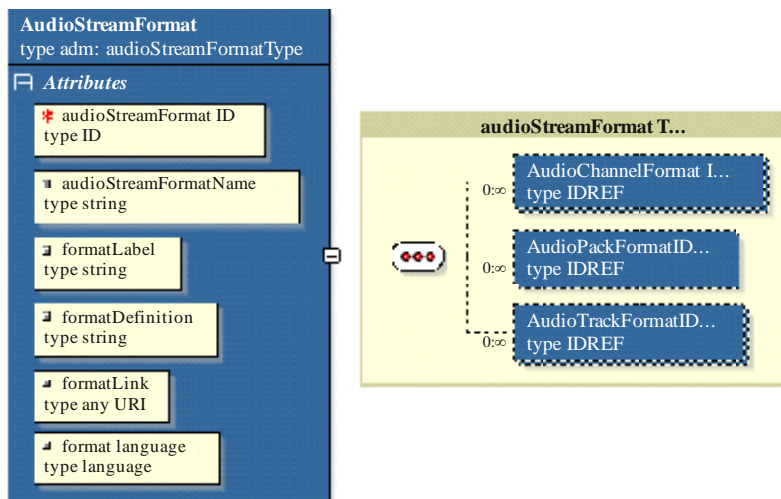 AudioStreamFormat
type adm: audioStreamFormatType
Attributes
audioStreamFormat ID
type ID
audioStreamFormatName
type string
formatLabel
type string
formatDefinition
type string
formatLink
type any URI
format language
type language
audioStreamFormat T...
0:∞
AudioChannelFormat I...
type IDREF
0:∞
AudioPackFormatID...
type IDREF
0:∞
AudioTrackFormatID...
type IDREF